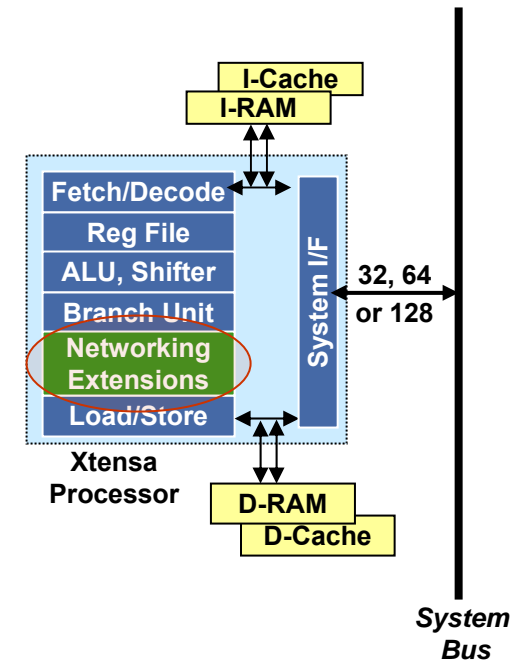 I-Cache
I-RAM
Fetch/Decode
Reg File
ALU, Shifter
Branch Unit
Networking
Extensions
Load/Store
System I/F
32, 64
or 128
Xtensa
Processor
D-RAM
D-Cache
System
Bus